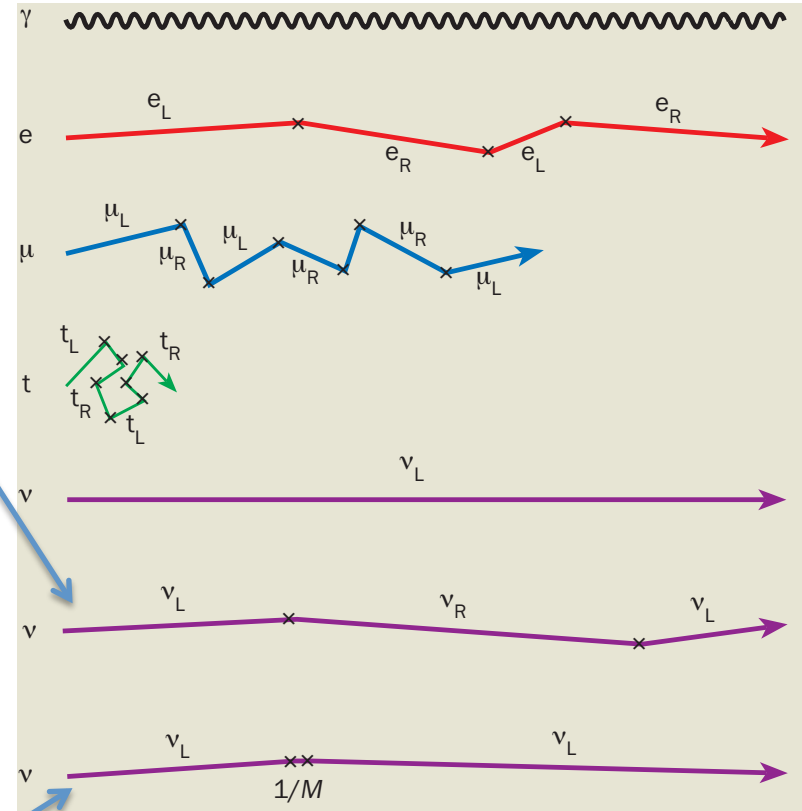 γ
e e_L e_R e_L e_R
μ μ_L μ_R μ_L μ_R μ_R μ_L
t t_L t_R t_R t_L
ν ν_L
ν ν_L ν_R ν_L
ν ν_L ν_L
1/M